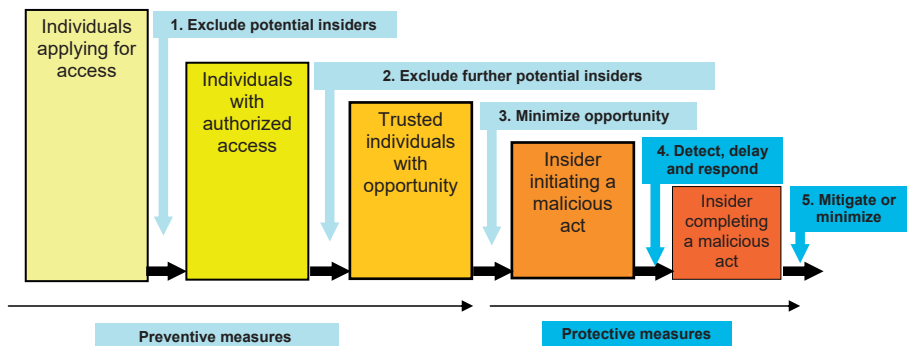 Individuals
applying for
access
1. Exclude potential insiders
Individuals
with
authorized
access
2. Exclude further potential insiders
Trusted
individuals
with
opportunity
3. Minimize opportunity
Insider
initiating a
malicious
act
4. Detect, delay
and respond
Insider
completing
a malicious
act
5. Mitigate or
minimize
Preventive measures
Protective measures